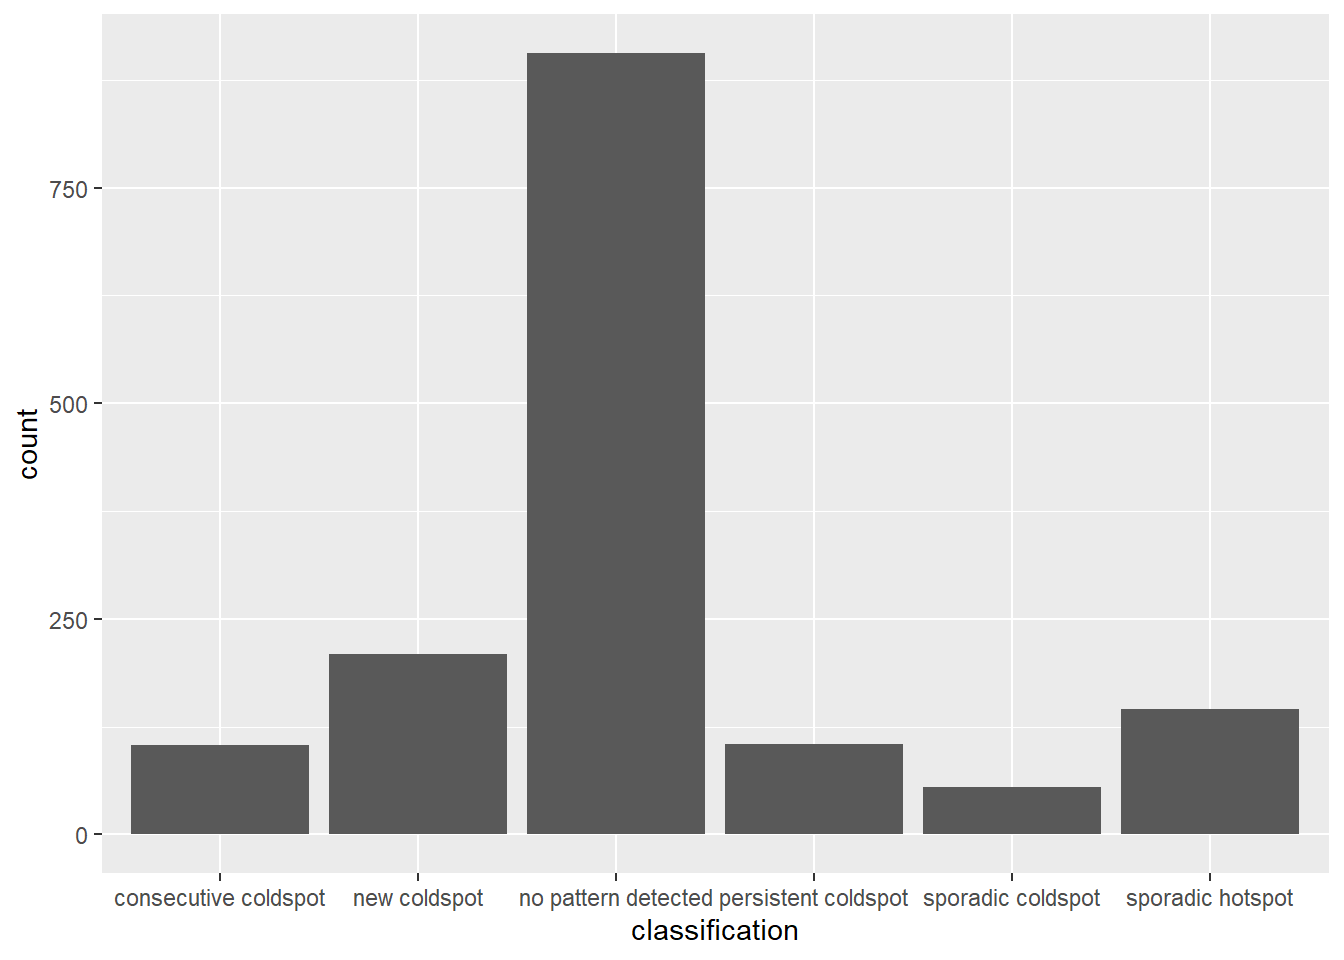 count
750
500
250
0
consecutive coldspot new coldspot no pattern detected persistent coldspot sporadic coldspot sporadic hotspot
classification